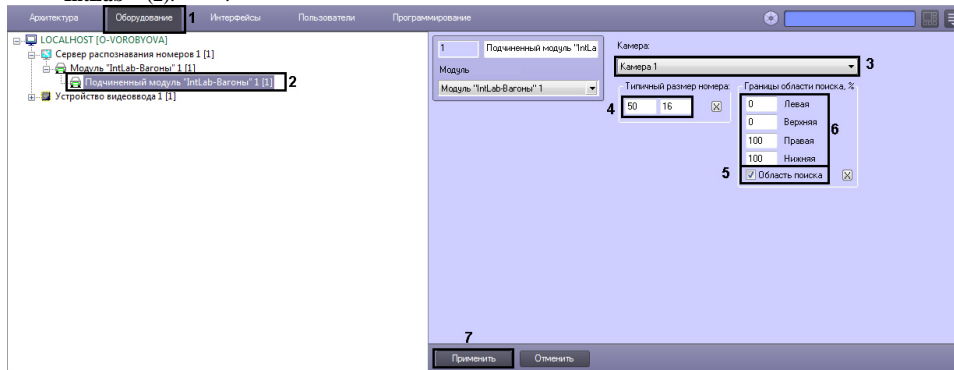 Архитектура Оборудование 1 Интерфейсы Пользователи Программирование
LOCALHOST [O-VOROBYOVA]
Сервер распознавания номеров 1 [1]
Модуль "IntLab-Вагоны" 1 [1]
Подчиненный модуль "IntLab-Вагоны" 1 [1] 2
Устройство видеоввода 1 [1]
1 Подчиненный модуль "IntLa
Модуль
Модуль "IntLab-Вагоны" 1
Камера:
Камера 1 3
Типичный размер номера:
4 50 16
Границы области поиска, %
0 Левая
0 Верхняя
6
100 Правая
100 Нижняя
5 Область поиска
7
Применить Отменить